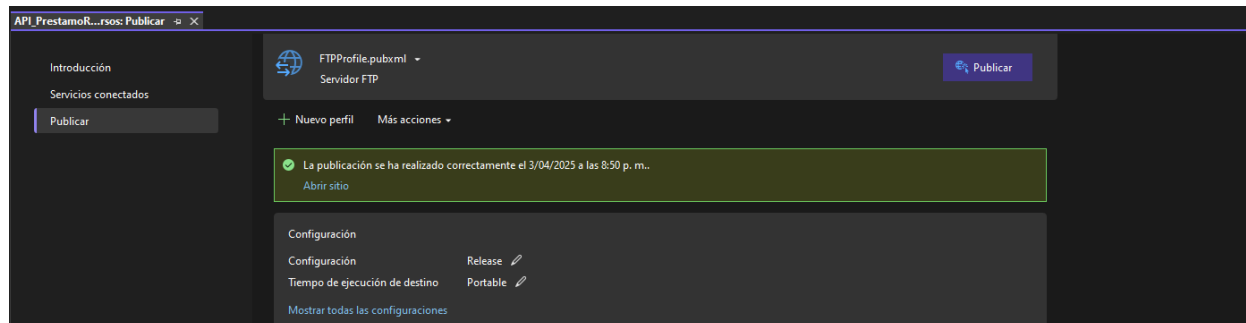 API_PrestamoR...rsos: Publicar
Introducción
Servicios conectados
Publicar
FTPProfile.pubxml
Servidor FTP
Publicar
Nuevo perfil Más acciones
La publicación se ha realizado correctamente el 3/04/2025 a las 8:50 p. m..
Abrir sitio
Configuración
Configuración Release
Tiempo de ejecución de destino Portable
Mostrar todas las configuraciones